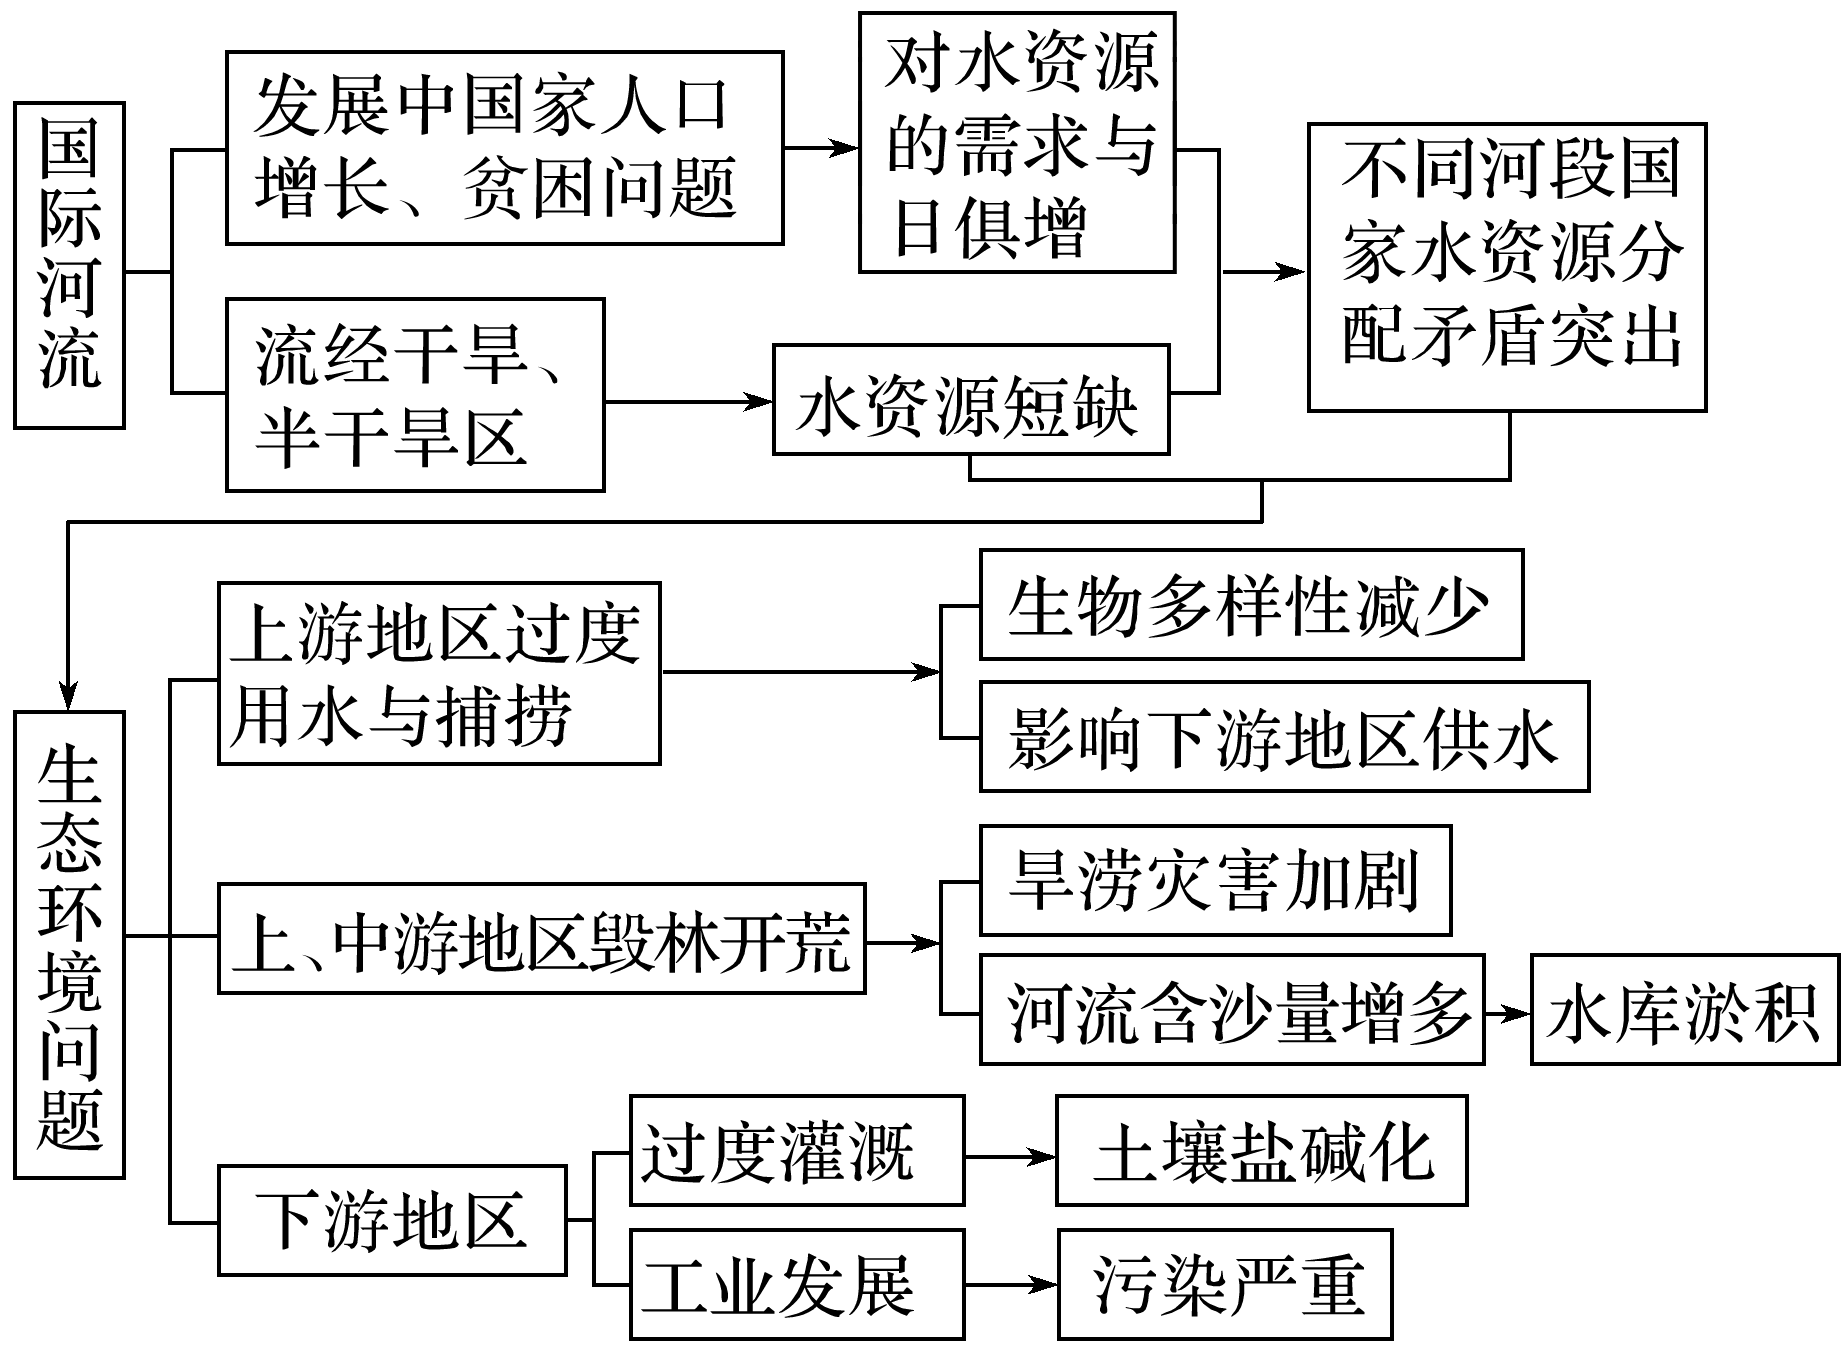 国际河流
发展中国家人口
增长、贫困问题
对水资源
的需求与
日俱增
流经干旱、
半干旱区
水资源短缺
不同河段国
家水资源分
配矛盾突出
生态环境问题
上游地区过度
用水与捕捞
生物多样性减少
影响下游地区供水
上、中游地区毁林开荒
旱涝灾害加剧
河流含沙量增多
水库淤积
下游地区
过度灌溉
土壤盐碱化
工业发展
污染严重